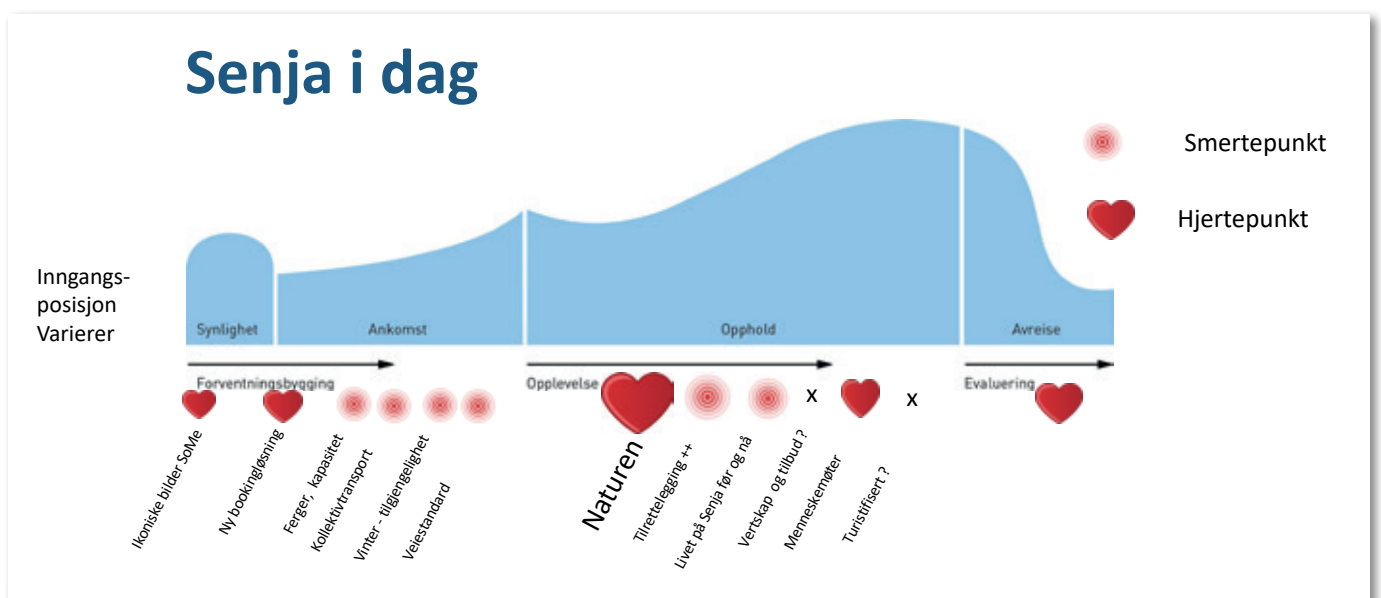 Senja i dag
Smertepunkt
Hjertepunkt
Inngangs-
posisjon
Varierer
Synlighet
Ankomst
Opphold
Avreise
Forventningsbygging
Opplevelse
Evaluering
x
x
Ikoniske bilder SoMe
Ny bookingløsning
Ferger, kapasitet
Kollektivtransport
Vinter - tilgjengelighet
Veiestandard
Naturen
Tilrettelegging ++
Livet på Senja før og nå
Vertskap og tilbud ?
Menneskemøter
Turistifisert ?